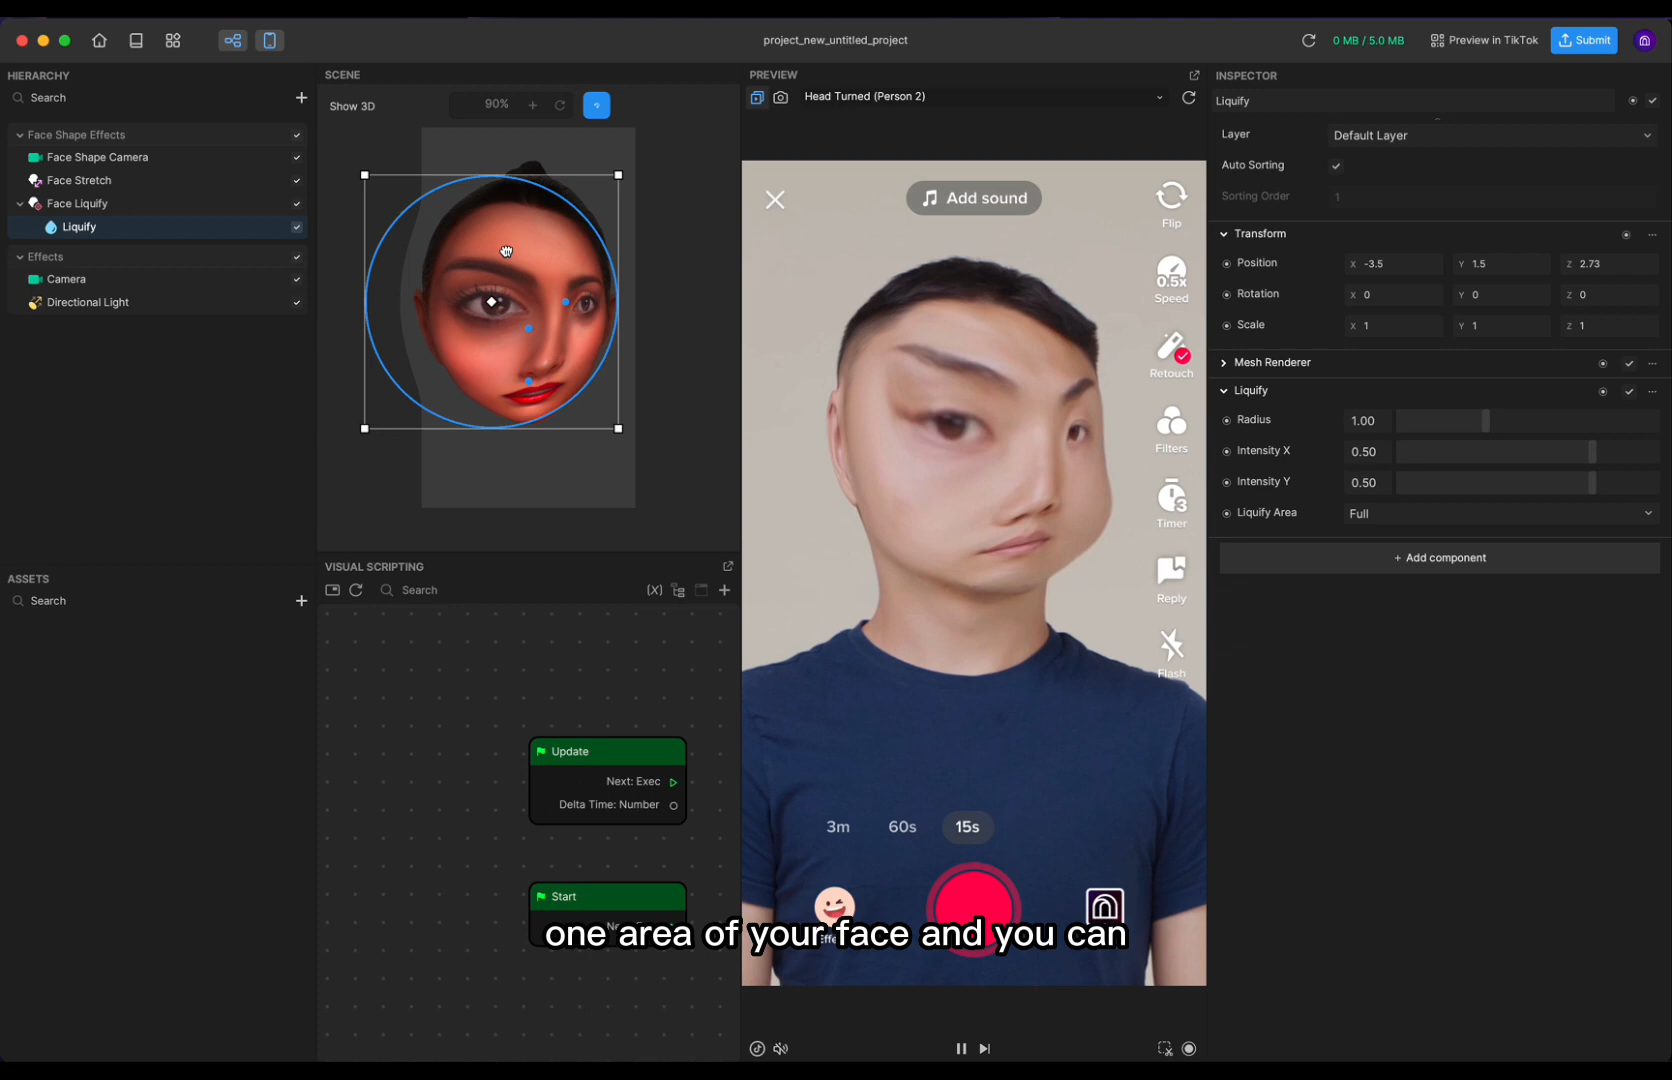 project_new_untitled_project
0 MB / 5.0 MB
Preview in TikTok
Submit
HIERARCHY
Search
Face Shape Effects
Face Shape Camera
Face Stretch
Face Liquify
Liquify
Effects
Camera
Directional Light
ASSETS
Search
SCENE
Show 3D
90%
VISUAL SCRIPTING
Search
(X)
Update
Next: Exec
Delta Time: Number
Start
PREVIEW
Head Turned (Person 2)
Add sound
Flip
0.5x
Speed
Retouch
Filters
3
Timer
Reply
Flash
3m 60s 15s
one area of your face and you can
INSPECTOR
Liquify
Layer Default Layer
Auto Sorting
Sorting Order 1
Transform
Position X -3.5 Y 1.5 Z 2.73
Rotation X 0 Y 0 Z 0
Scale X 1 Y 1 Z 1
Mesh Renderer
Liquify
Radius 1.00
Intensity X 0.50
Intensity Y 0.50
Liquify Area Full
+ Add component